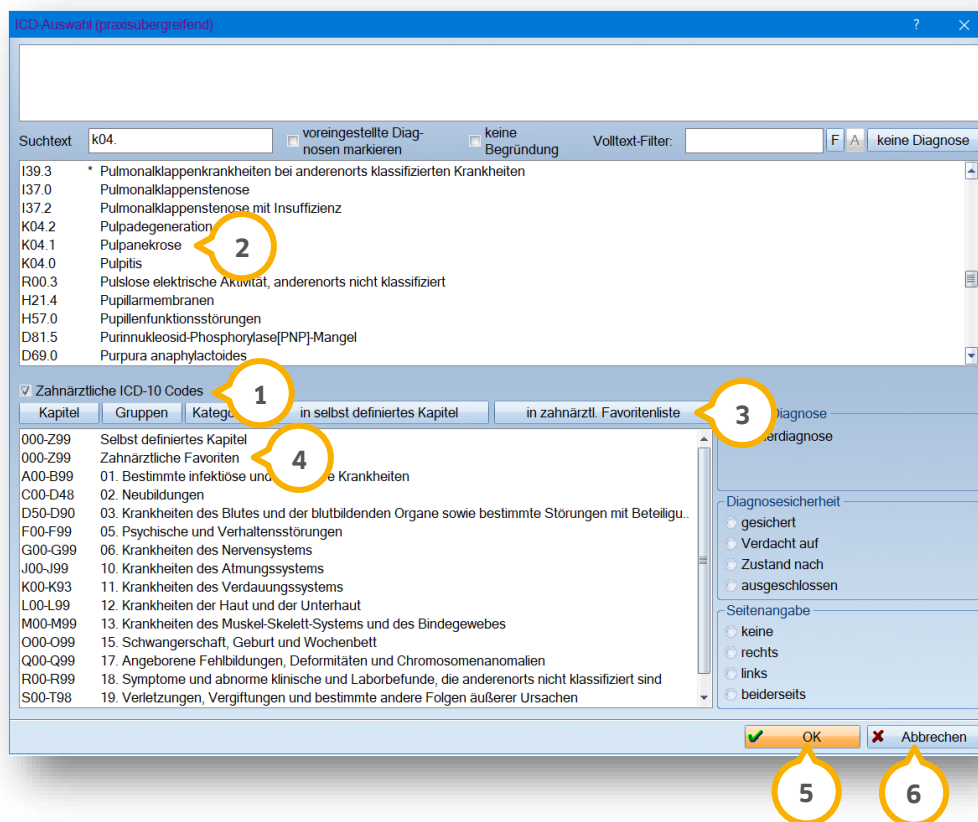 ICD-Auswahl (praxisübergreifend) ?
Suchtext k04. voreingestellte Diag-
nosen markieren keine
Begründung Volltext-Filter: F A keine Diagnose
I39.3 * Pulmonalklappenkrankheiten bei anderenorts klassifizierten Krankheiten
I37.0 Pulmonalklappenstenose
I37.2 Pulmonalklappenstenose mit Insuffizienz
K04.2 Pulpadegeneration
K04.1 Pulpanekrose 2
K04.0 Pulpitis
R00.3 Pulslose elektrische Aktivität, anderenorts nicht klassifiziert
H21.4 Pupillarmembranen
H57.0 Pupillenfunktionsstörungen
D81.5 Purinnukleosid-Phosphorylase[PNP]-Mangel
D69.0 Purpura anaphylactoides
Zahnärztliche ICD-10 Codes 1
Kapitel Gruppen in selbst definiertes Kapitel in zahnärztl. Favoritenliste 3 Diagnose
000-Z99 Selbst definiertes Kapitel
000-Z99 Zahnärztliche Favoriten 4
A00-B99 01. Bestimmte infektiöse und Krankheiten
C00-D48 02. Neubildungen
D50-D90 03. Krankheiten des Blutes und der blutbildenden Organe sowie bestimmte Störungen mit Beteiligu..
F00-F99 05. Psychische und Verhaltensstörungen
G00-G99 06. Krankheiten des Nervensystems
J00-J99 10. Krankheiten des Atmungssystems
K00-K93 11. Krankheiten des Verdauungssystems
L00-L99 12. Krankheiten der Haut und der Unterhaut
M00-M99 13. Krankheiten des Muskel-Skelett-Systems und des Bindegewebes
O00-O99 15. Schwangerschaft, Geburt und Wochenbett
Q00-Q99 17. Angeborene Fehlbildungen, Deformitäten und Chromosomenanomalien
R00-R99 18. Symptome und abnorme klinische und Laborbefunde, die anderenorts nicht klassifiziert sind
S00-T98 19. Verletzungen, Vergiftungen und bestimmte andere Folgen äußerer Ursachen
Diagnosesicherheit
gesichert
Verdacht auf
Zustand nach
ausgeschlossen
Seitenangabe
keine
rechts
links
beiderseits
OK Abbrechen
5 6